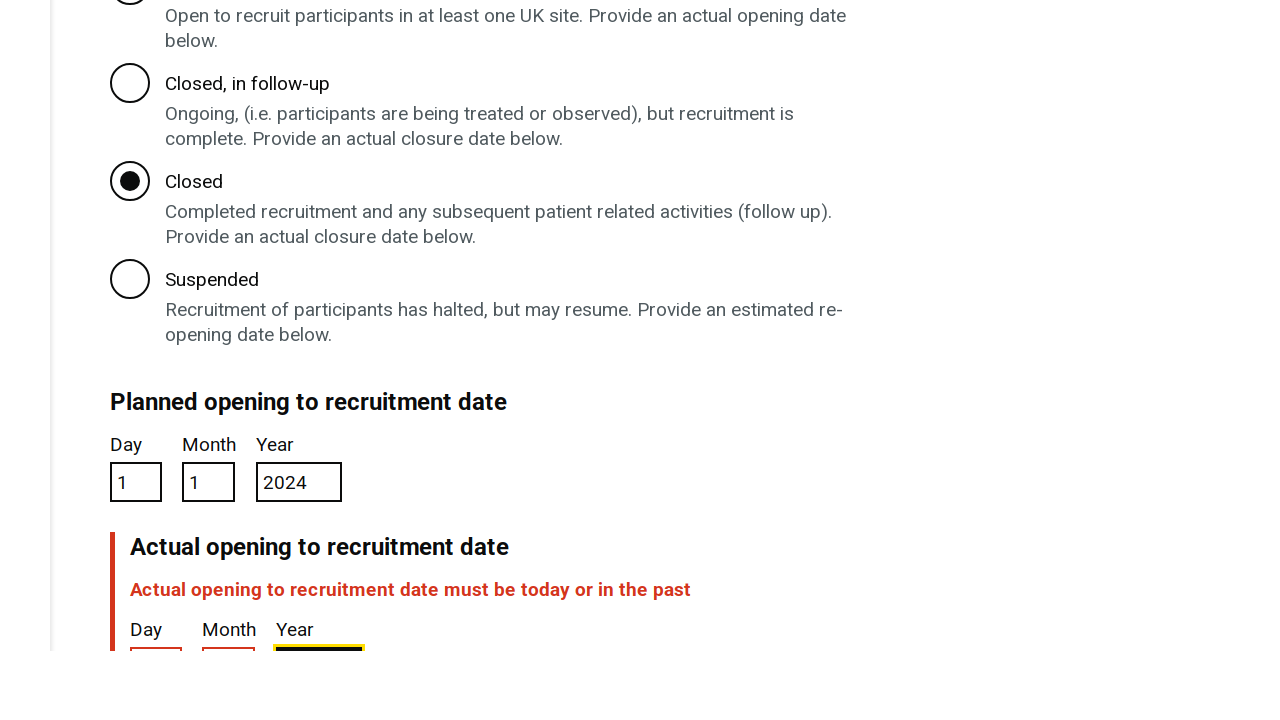 Open to recruit participants in at least one UK site. Provide an actual opening date
below.
Closed, in follow-up
Ongoing, (i.e. participants are being treated or observed), but recruitment is
complete. Provide an actual closure date below.
Closed
Completed recruitment and any subsequent patient related activities (follow up).
Provide an actual closure date below.
Suspended
Recruitment of participants has halted, but may resume. Provide an estimated re-
opening date below.
Planned opening to recruitment date
Day Month Year
1 1 2024
Actual opening to recruitment date
Actual opening to recruitment date must be today or in the past
Day Month Year